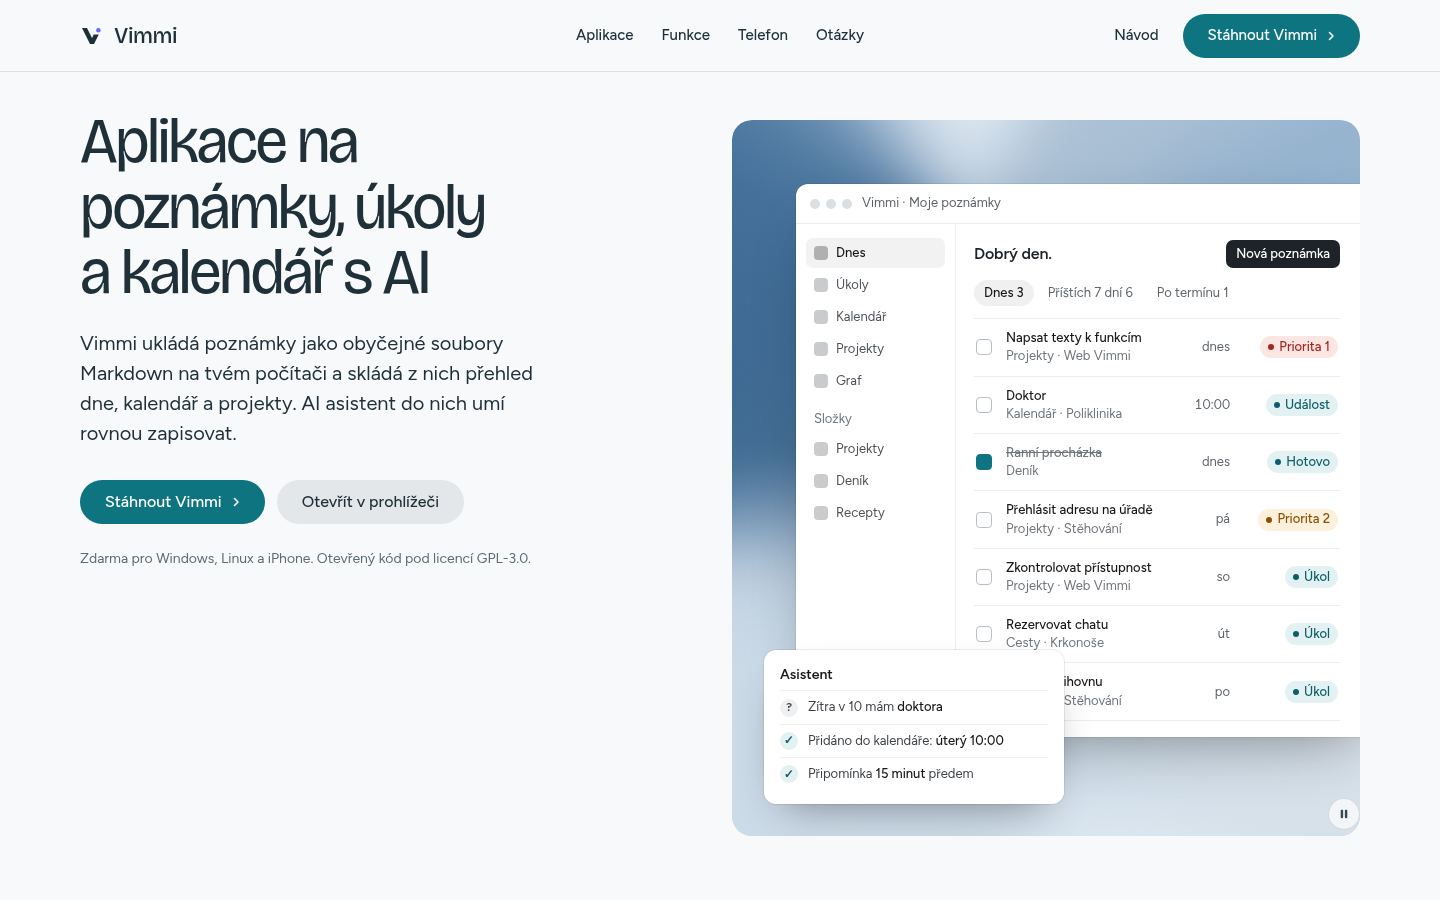 Vimmi
Aplikace
Funkce
Telefon
Otázky
Návod
Stáhnout Vimmi
Aplikace na
poznámky, úkoly
a kalendář s AI
Vimmi ukládá poznámky jako obyčejné soubory
Markdown na tvém počítači a skládá z nich přehled
dne, kalendář a projekty. AI asistent do nich umí
rovnou zapisovat.
Stáhnout Vimmi
Otevřít v prohlížeči
Zdarma pro Windows, Linux a iPhone. Otevřený kód pod licencí GPL-3.0.
Vimmi · Moje poznámky
Dnes
Úkoly
Kalendář
Projekty
Graf
Složky
Projekty
Deník
Recepty
Dobrý den.
Nová poznámka
Dnes 3
Příštích 7 dní 6
Po termínu 1
Napsat texty k funkcím
Projekty · Web Vimmi
dnes
Priorita 1
Doktor
Kalendář · Poliklinika
10:00
Událost
Ranní procházka
Deník
dnes
Hotovo
Přehlásit adresu na úřadě
Projekty · Stěhování
pá
Priorita 2
Zkontrolovat přístupnost
Projekty · Web Vimmi
so
Úkol
Rezervovat chatu
Cesty · Krkonoše
út
Úkol
ihovnu
Stěhování
po
Úkol
Asistent
? Zítra v 10 mám doktora
✓ Přidáno do kalendáře: úterý 10:00
✓ Připomínka 15 minut předem